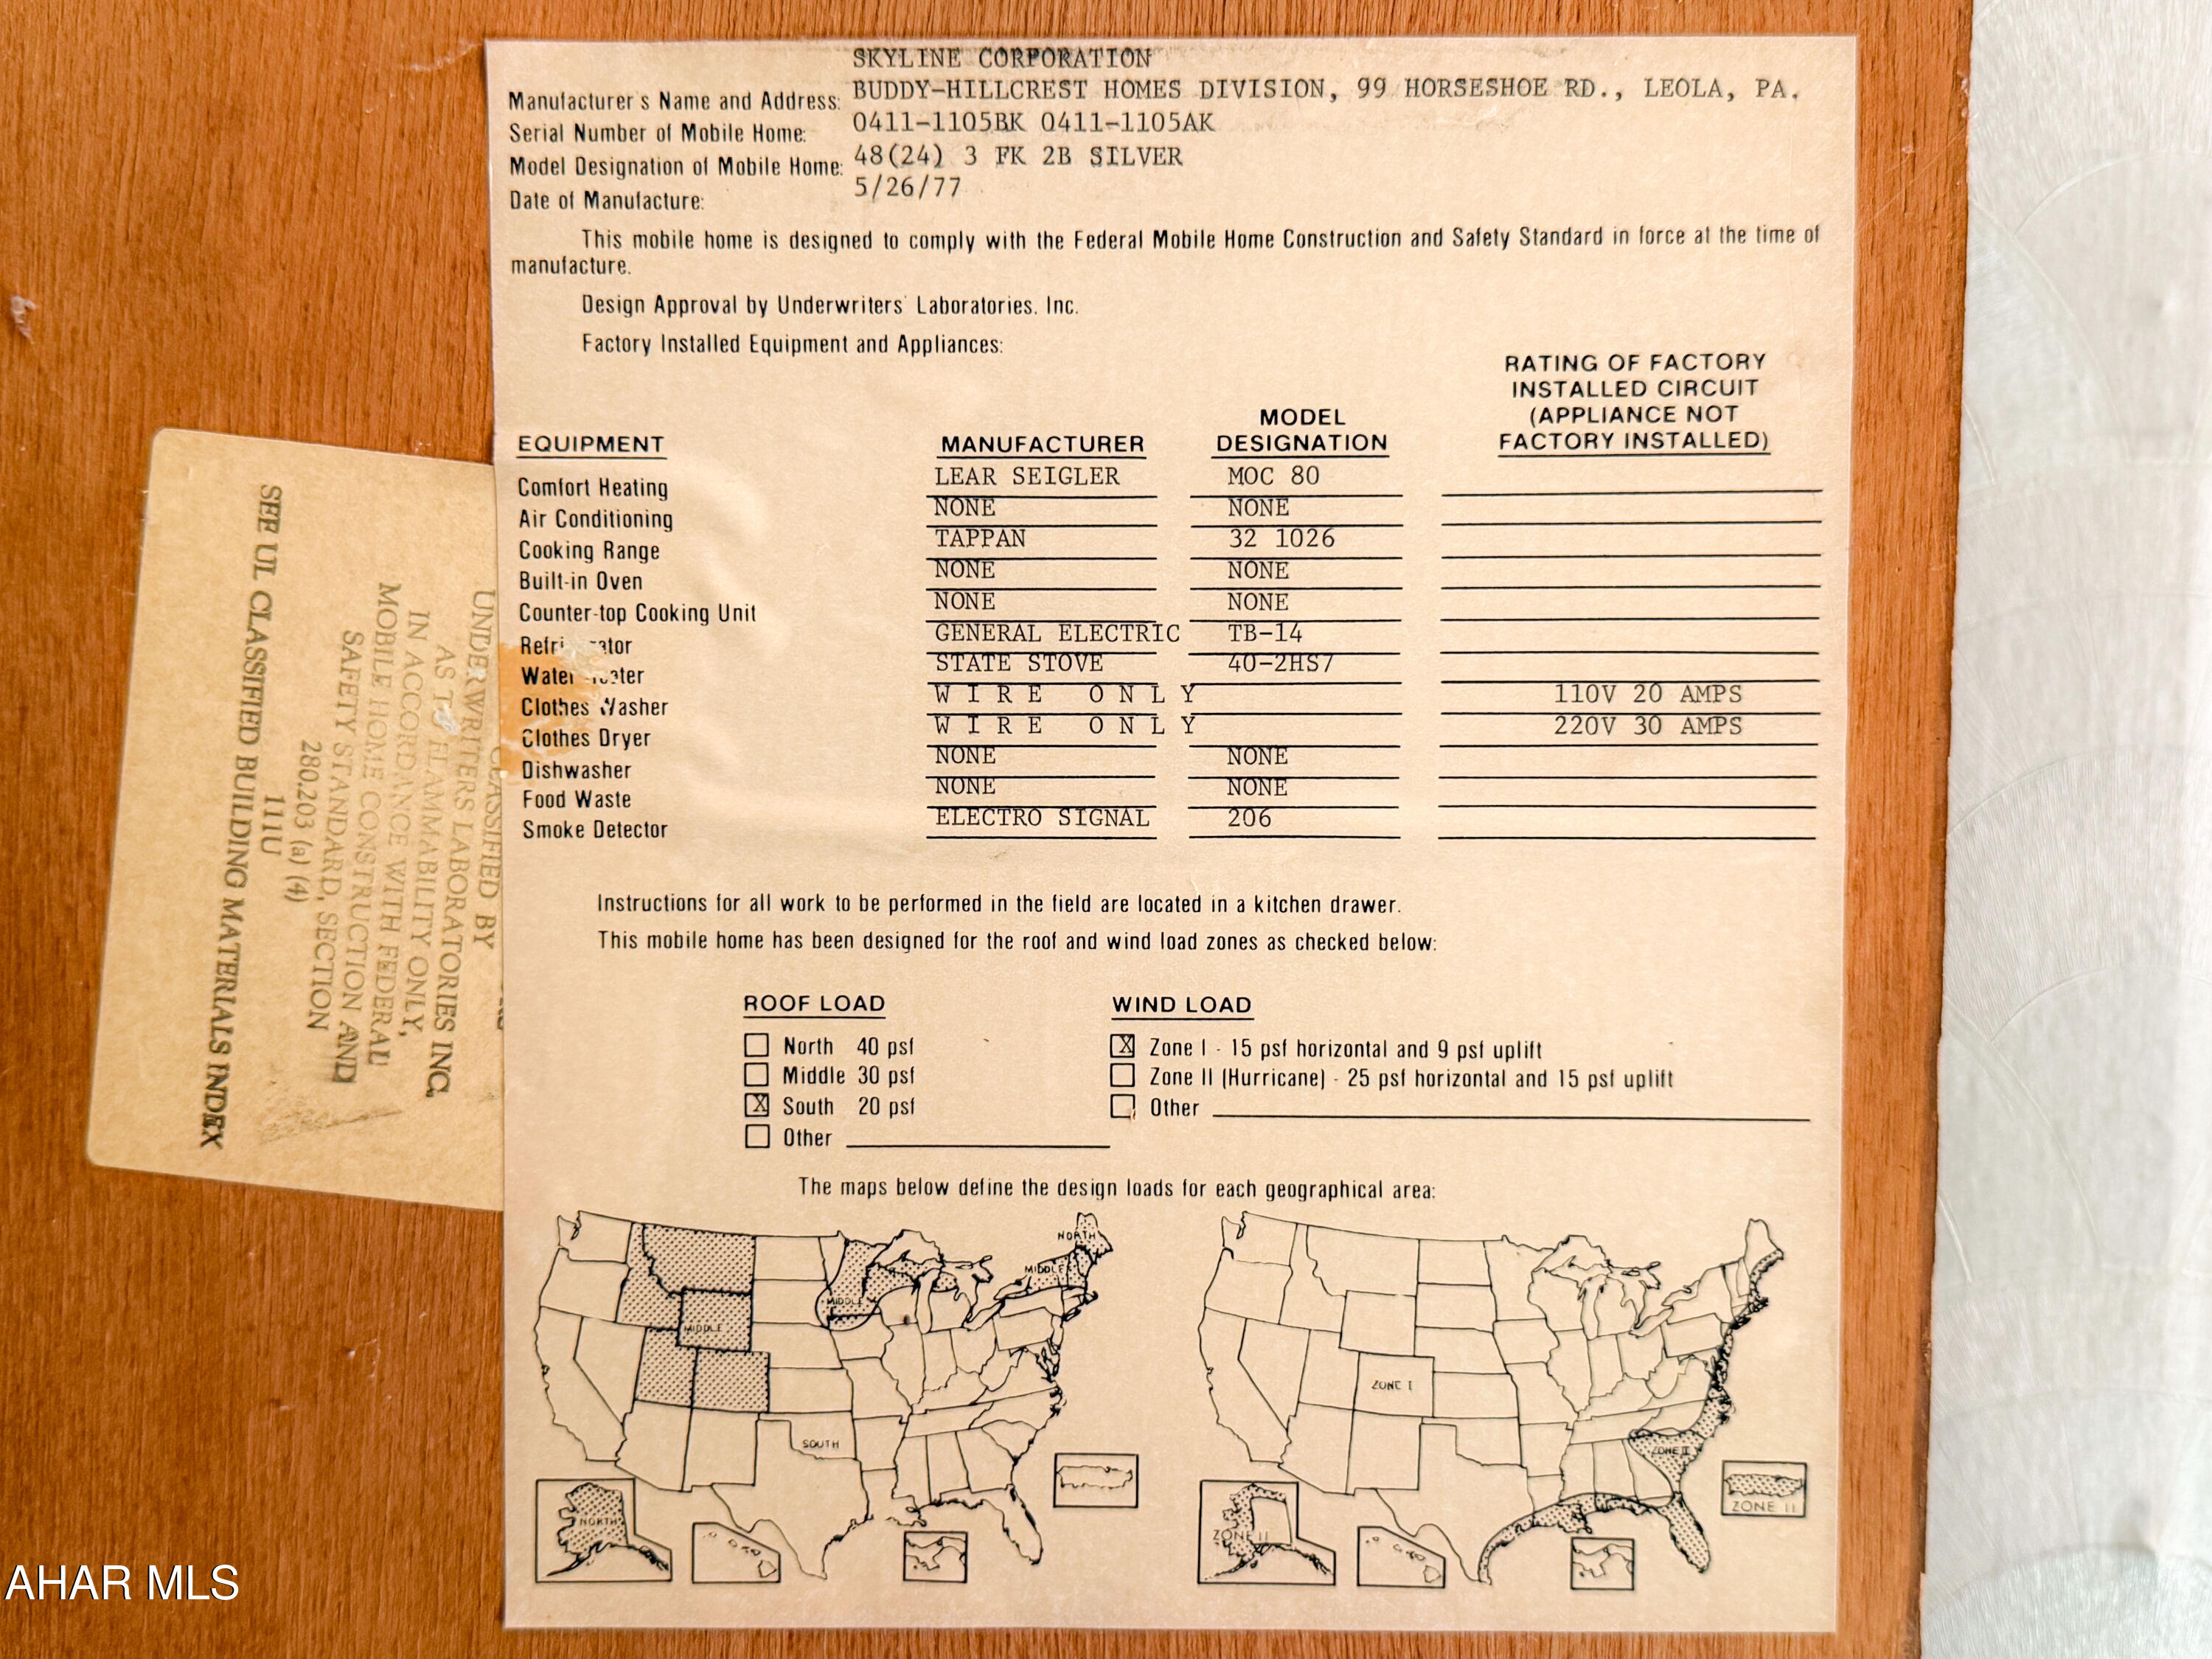 SKYLINE CORPORATION
Manufacturer's Name and Address: BUDDY-HILLCREST HOMES DIVISION, 99 HORSESHOE RD., LEOLA, PA.
Serial Number of Mobile Home: 0411-1105BK 0411-1105AK
Model Designation of Mobile Home: 48(24) 3 FK 2B SILVER
Date of Manufacture: 5/26/77
This mobile home is designed to comply with the Federal Mobile Home Construction and Safety Standard in force at the time of
manufacture.
Design Approval by Underwriters' Laboratories, Inc.
Factory Installed Equipment and Appliances:
RATING OF FACTORY
INSTALLED CIRCUIT
MODEL (APPLIANCE NOT
EQUIPMENT MANUFACTURER DESIGNATION FACTORY INSTALLED)
Comfort Heating LEAR SEIGLER MOC 80
Air Conditioning NONE NONE
Cooking Range TAPPAN 32 1026
Built-in Oven NONE NONE
Counter-top Cooking Unit NONE NONE
GENERAL ELECTRIC TB-14
STATE STOVE 40-2HS7
Clothes Washer WIRE ONLY 110V 20 AMPS
Clothes Dryer WIRE ONLY 220V 30 AMPS
Dishwasher NONE NONE
Food Waste NONE NONE
Smoke Detector ELECTRO SIGNAL 206
Instructions for all work to be performed in the field are located in a kitchen drawer.
This mobile home has been designed for the roof and wind load zones as checked below:
ROOF LOAD WIND LOAD
North 40 psf X Zone I - 15 psf horizontal and 9 psf uplift
Middle 30 psf Zone II (Hurricane) - 25 psf horizontal and 15 psf uplift
X South 20 psf Other
Other
The maps below define the design loads for each geographical area:
NORTH
MIDDLE
MIDDLE
MIDDLE
SOUTH
NORTH
ZONE I
ZONE II
ZONE II
ZONE II
CLASSIFIED BY
UNDERWRITERS LABORATORIES INC.
AS TO FLAMMABILITY ONLY,
IN ACCORDANCE WITH FEDERAL
MOBILE HOME CONSTRUCTION AND
SAFETY STANDARD, SECTION
280.203 (a) (4)
111U
SEE UL CLASSIFIED BUILDING MATERIALS INDEX
AHAR MLS